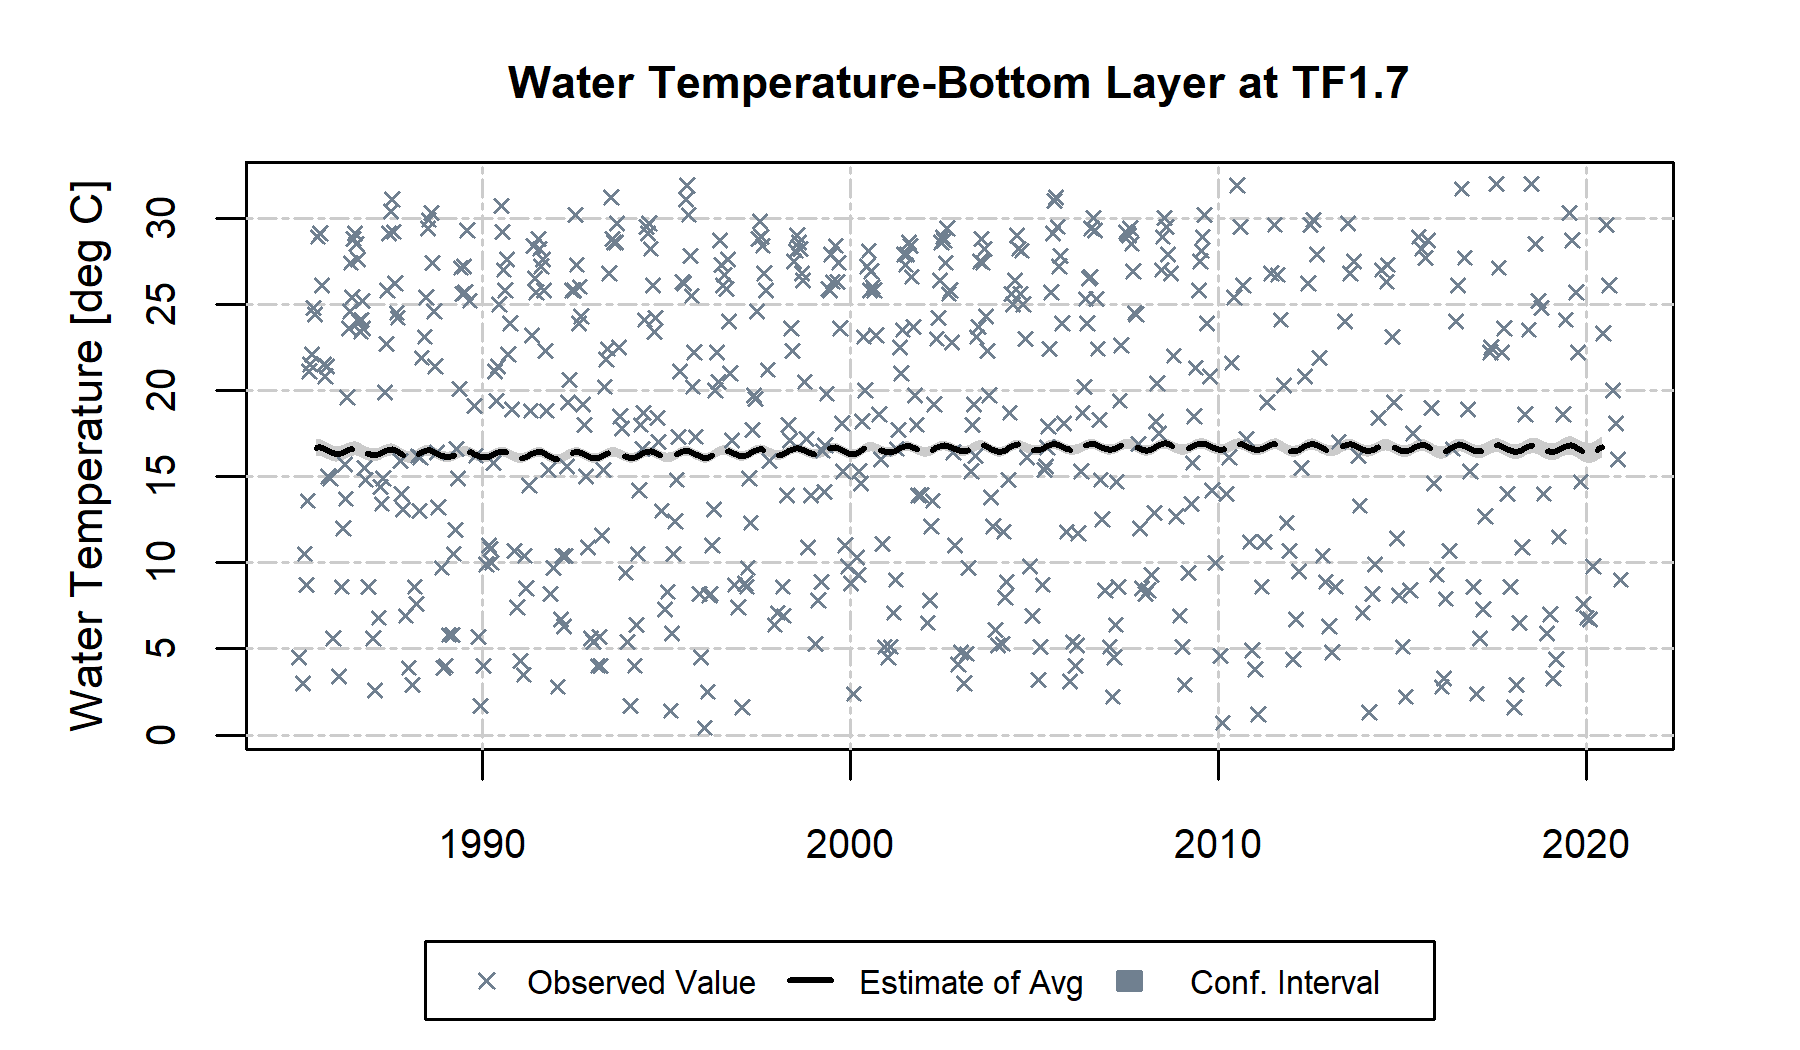 Water Temperature-Bottom Layer at TF1.7
Water Temperature [deg C]
30
25
20
15
10
5
0
1990 2000 2010 2020
Observed Value Estimate of Avg Conf. Interval